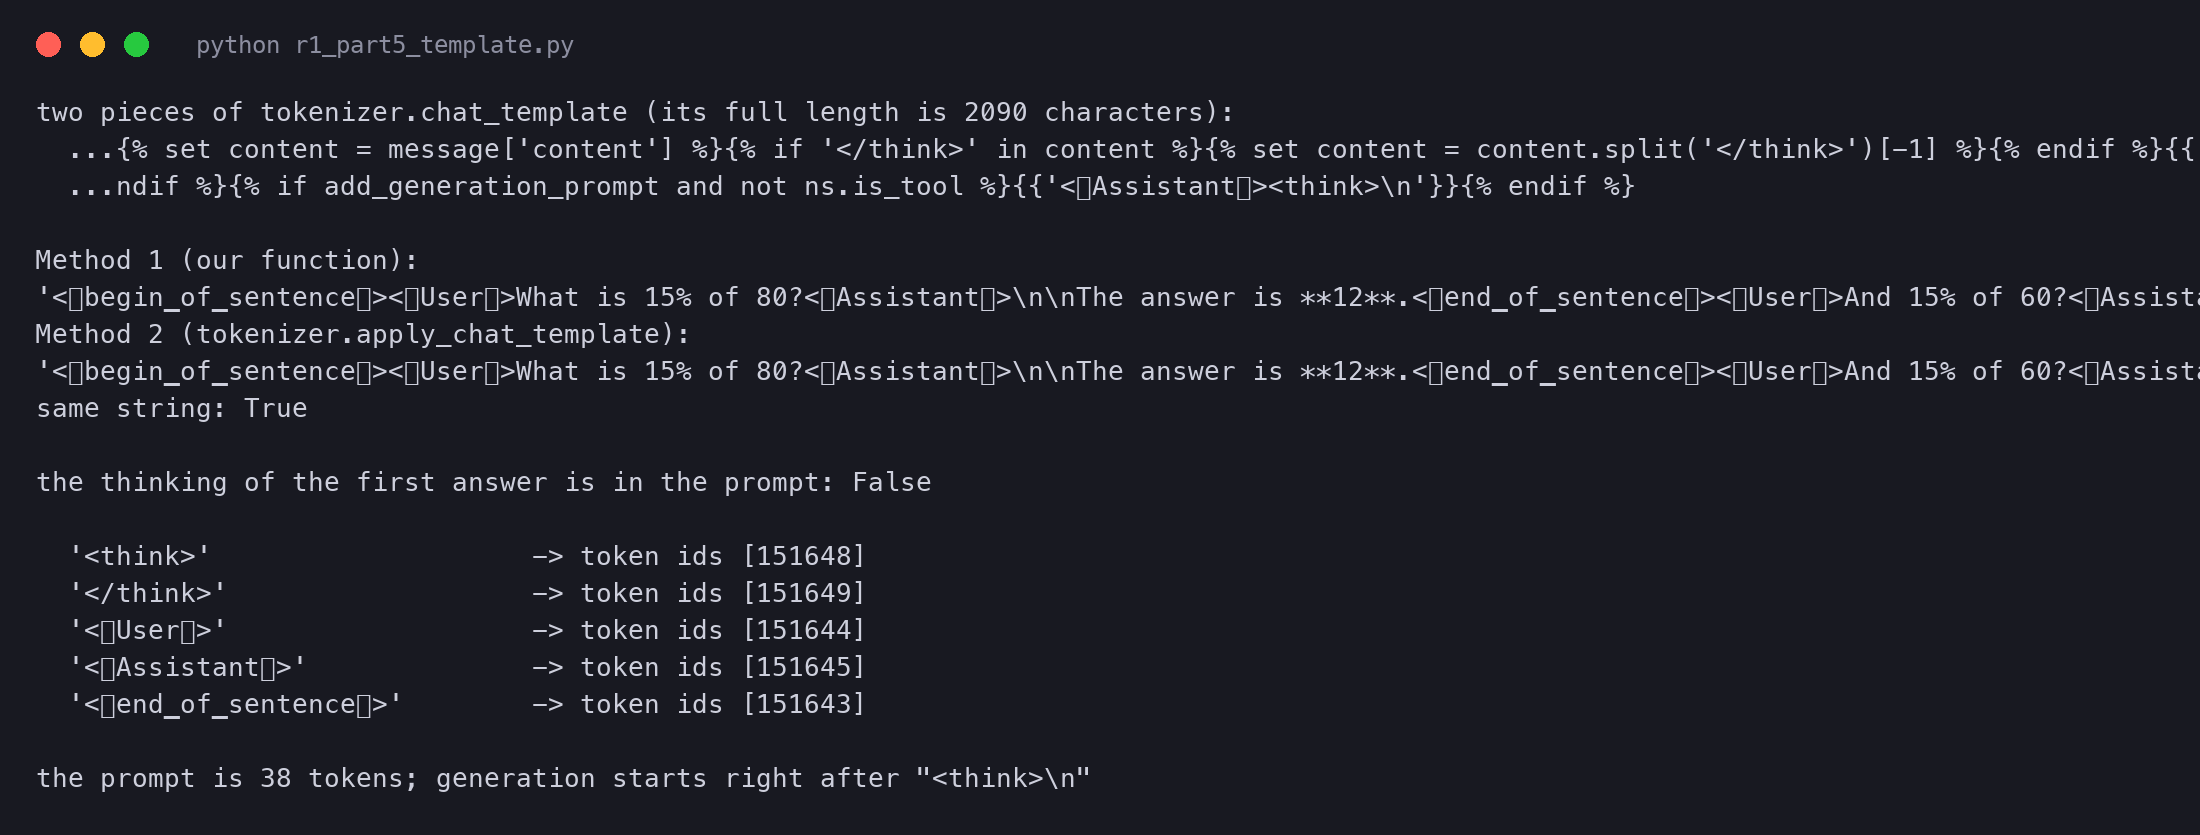 python r1_part5_template.py
two pieces of tokenizer.chat_template (its full length is 2090 characters):
...{% set content = message['content'] %}{% if '</think>' in content %}{% set content = content.split('</think>')[−1] %}{% endif %}{{
...ndif %}{% if add_generation_prompt and not ns.is_tool %}{{'<▯Assistant▯><think>\n'}}{% endif %}
Method 1 (our function):
'<▯begin_of_sentence▯><▯User▯>What is 15% of 80?<▯Assistant▯>\n\nThe answer is **12**.<▯end_of_sentence▯><▯User▯>And 15% of 60?<▯Assista
Method 2 (tokenizer.apply_chat_template):
'<▯begin_of_sentence▯><▯User▯>What is 15% of 80?<▯Assistant▯>\n\nThe answer is **12**.<▯end_of_sentence▯><▯User▯>And 15% of 60?<▯Assista
same string: True
the thinking of the first answer is in the prompt: False
'<think>' −> token ids [151648]
'</think>' −> token ids [151649]
'<▯User▯>' −> token ids [151644]
'<▯Assistant▯>' −> token ids [151645]
'<▯end_of_sentence▯>' −> token ids [151643]
the prompt is 38 tokens; generation starts right after "<think>\n"